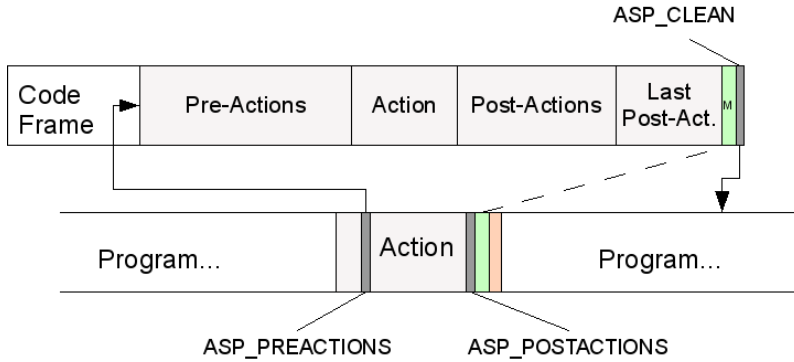 ASP_CLEAN
Code
Frame
Pre-Actions
Action
Post-Actions
Last
Post-Act.
M
Program...
Action
Program...
ASP_PREACTIONS
ASP_POSTACTIONS